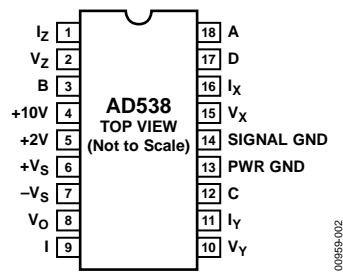 I_Z 1
V_Z 2
B 3
+10V 4
+2V 5
+V_S 6
–V_S 7
V_O 8
I 9
AD538
TOP VIEW
(Not to Scale)
18 A
17 D
16 I_X
15 V_X
14 SIGNAL GND
13 PWR GND
12 C
11 I_Y
10 V_Y
00959-002